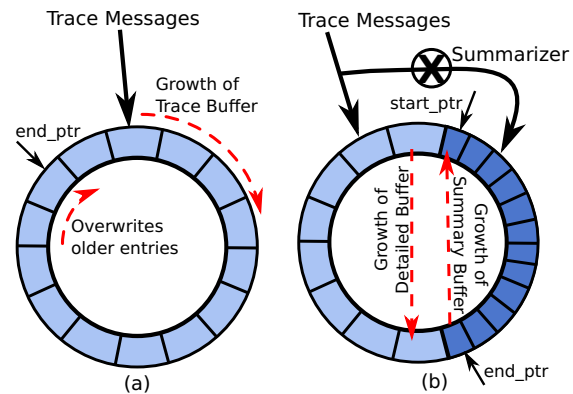 Trace Messages
Growth of
Trace Buffer
end_ptr
Overwrites
older entries
(a)
Trace Messages
Summarizer
start_ptr
Growth of
Detailed Buffer
Growth of
Summary Buffer
end_ptr
(b)